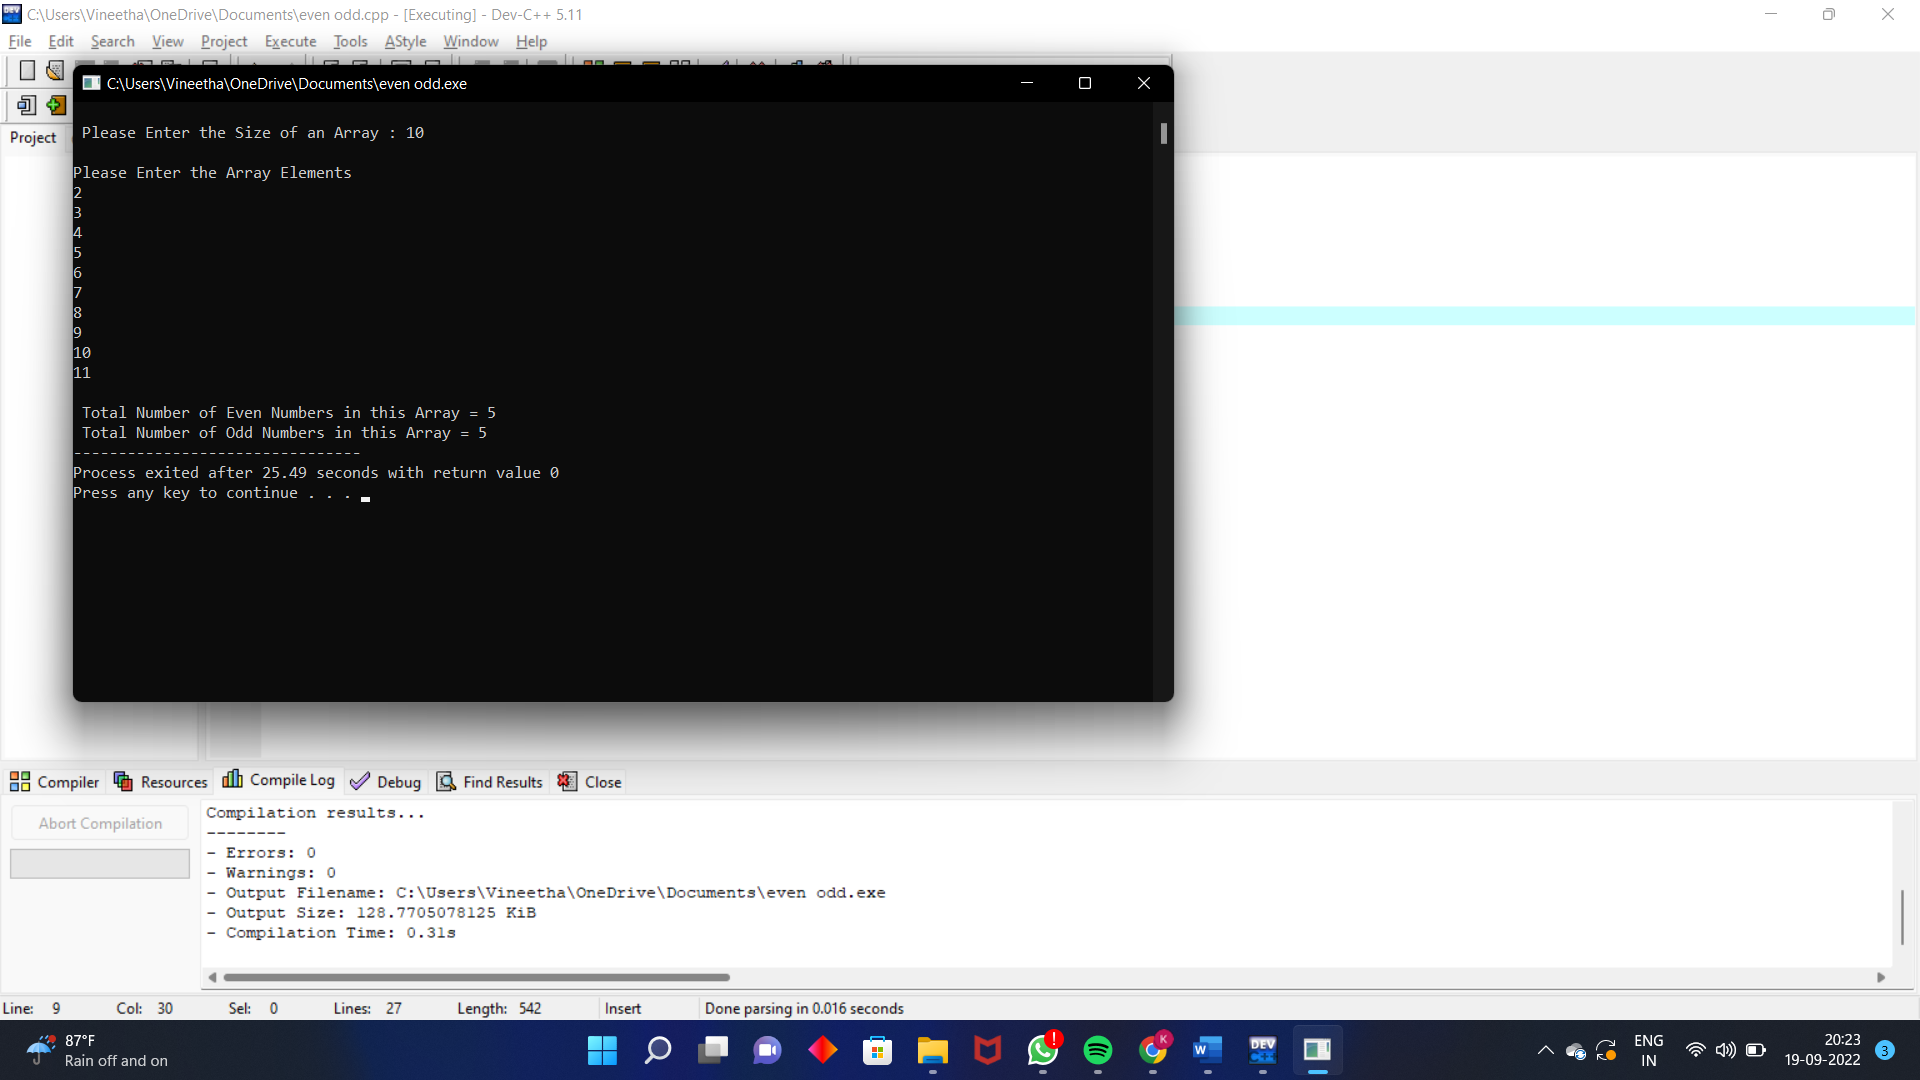 C:\Users\Vineetha\OneDrive\Documents\even odd.cpp - [Executing] - Dev-C++ 5.11
File Edit Search View Project Execute Tools AStyle Window Help
C:\Users\Vineetha\OneDrive\Documents\even odd.exe
Project
Please Enter the Size of an Array : 10
Please Enter the Array Elements
2
3
4
5
6
7
8
9
10
11
Total Number of Even Numbers in this Array = 5
Total Number of Odd Numbers in this Array = 5
--------------------------------
Process exited after 25.49 seconds with return value 0
Press any key to continue . . .
Compiler Resources Compile Log Debug Find Results Close
Abort Compilation
Compilation results...
--------
- Errors: 0
- Warnings: 0
- Output Filename: C:\Users\Vineetha\OneDrive\Documents\even odd.exe
- Output Size: 128.7705078125 KiB
- Compilation Time: 0.31s
Line: 9 Col: 30 Sel: 0 Lines: 27 Length: 542 Insert Done parsing in 0.016 seconds
87°F
Rain off and on
!
K
W
DEV
C++
ENG
IN
20:23
19-09-2022
3